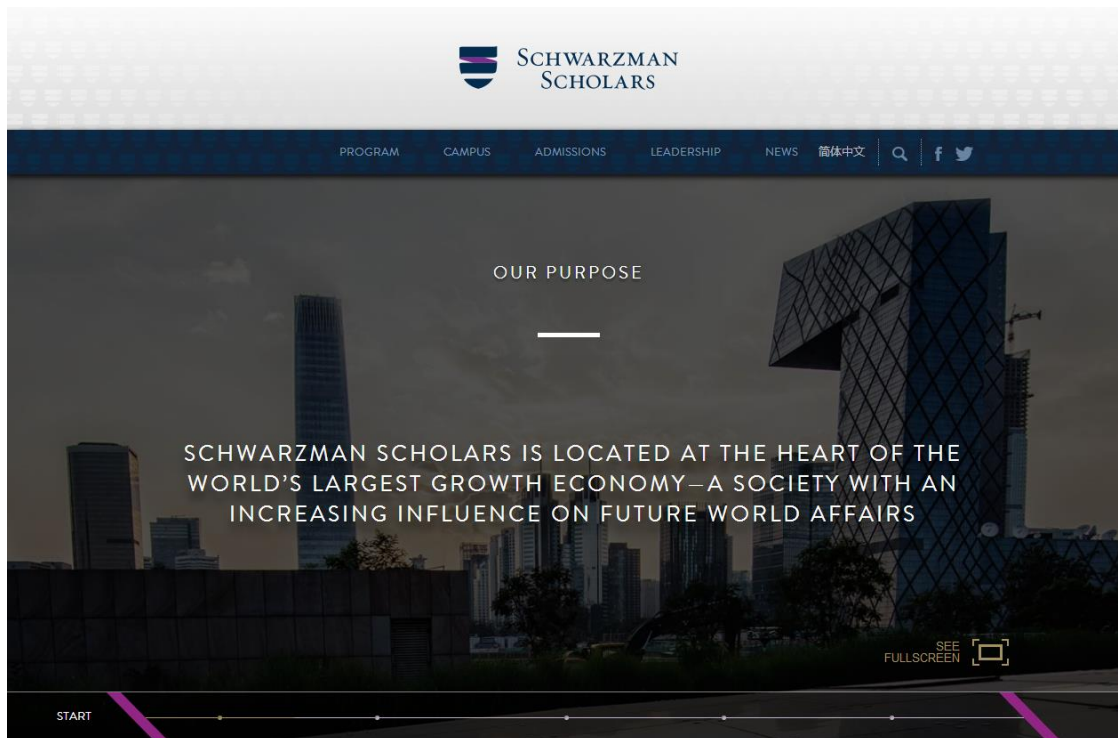 SCHWARZMAN
SCHOLARS
PROGRAM CAMPUS ADMISSIONS LEADERSHIP NEWS 简体中文 f
OUR PURPOSE
SCHWARZMAN SCHOLARS IS LOCATED AT THE HEART OF THE
WORLD'S LARGEST GROWTH ECONOMY—A SOCIETY WITH AN
INCREASING INFLUENCE ON FUTURE WORLD AFFAIRS
SEE
FULLSCREEN
START